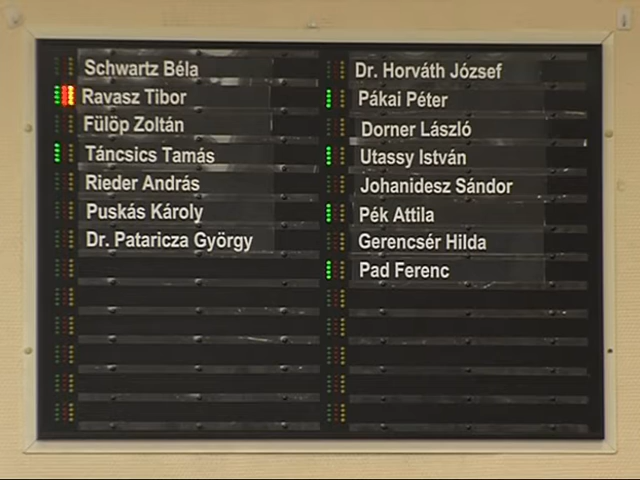 Schwartz Béla
Ravasz Tibor
Fülöp Zoltán
Táncsics Tamás
Rieder András
Puskás Károly
Dr. Pataricza György
Dr. Horváth József
Pákai Péter
Dorner László
Utassy István
Johanidesz Sándor
Pék Attila
Gerencsér Hilda
Pad Ferenc